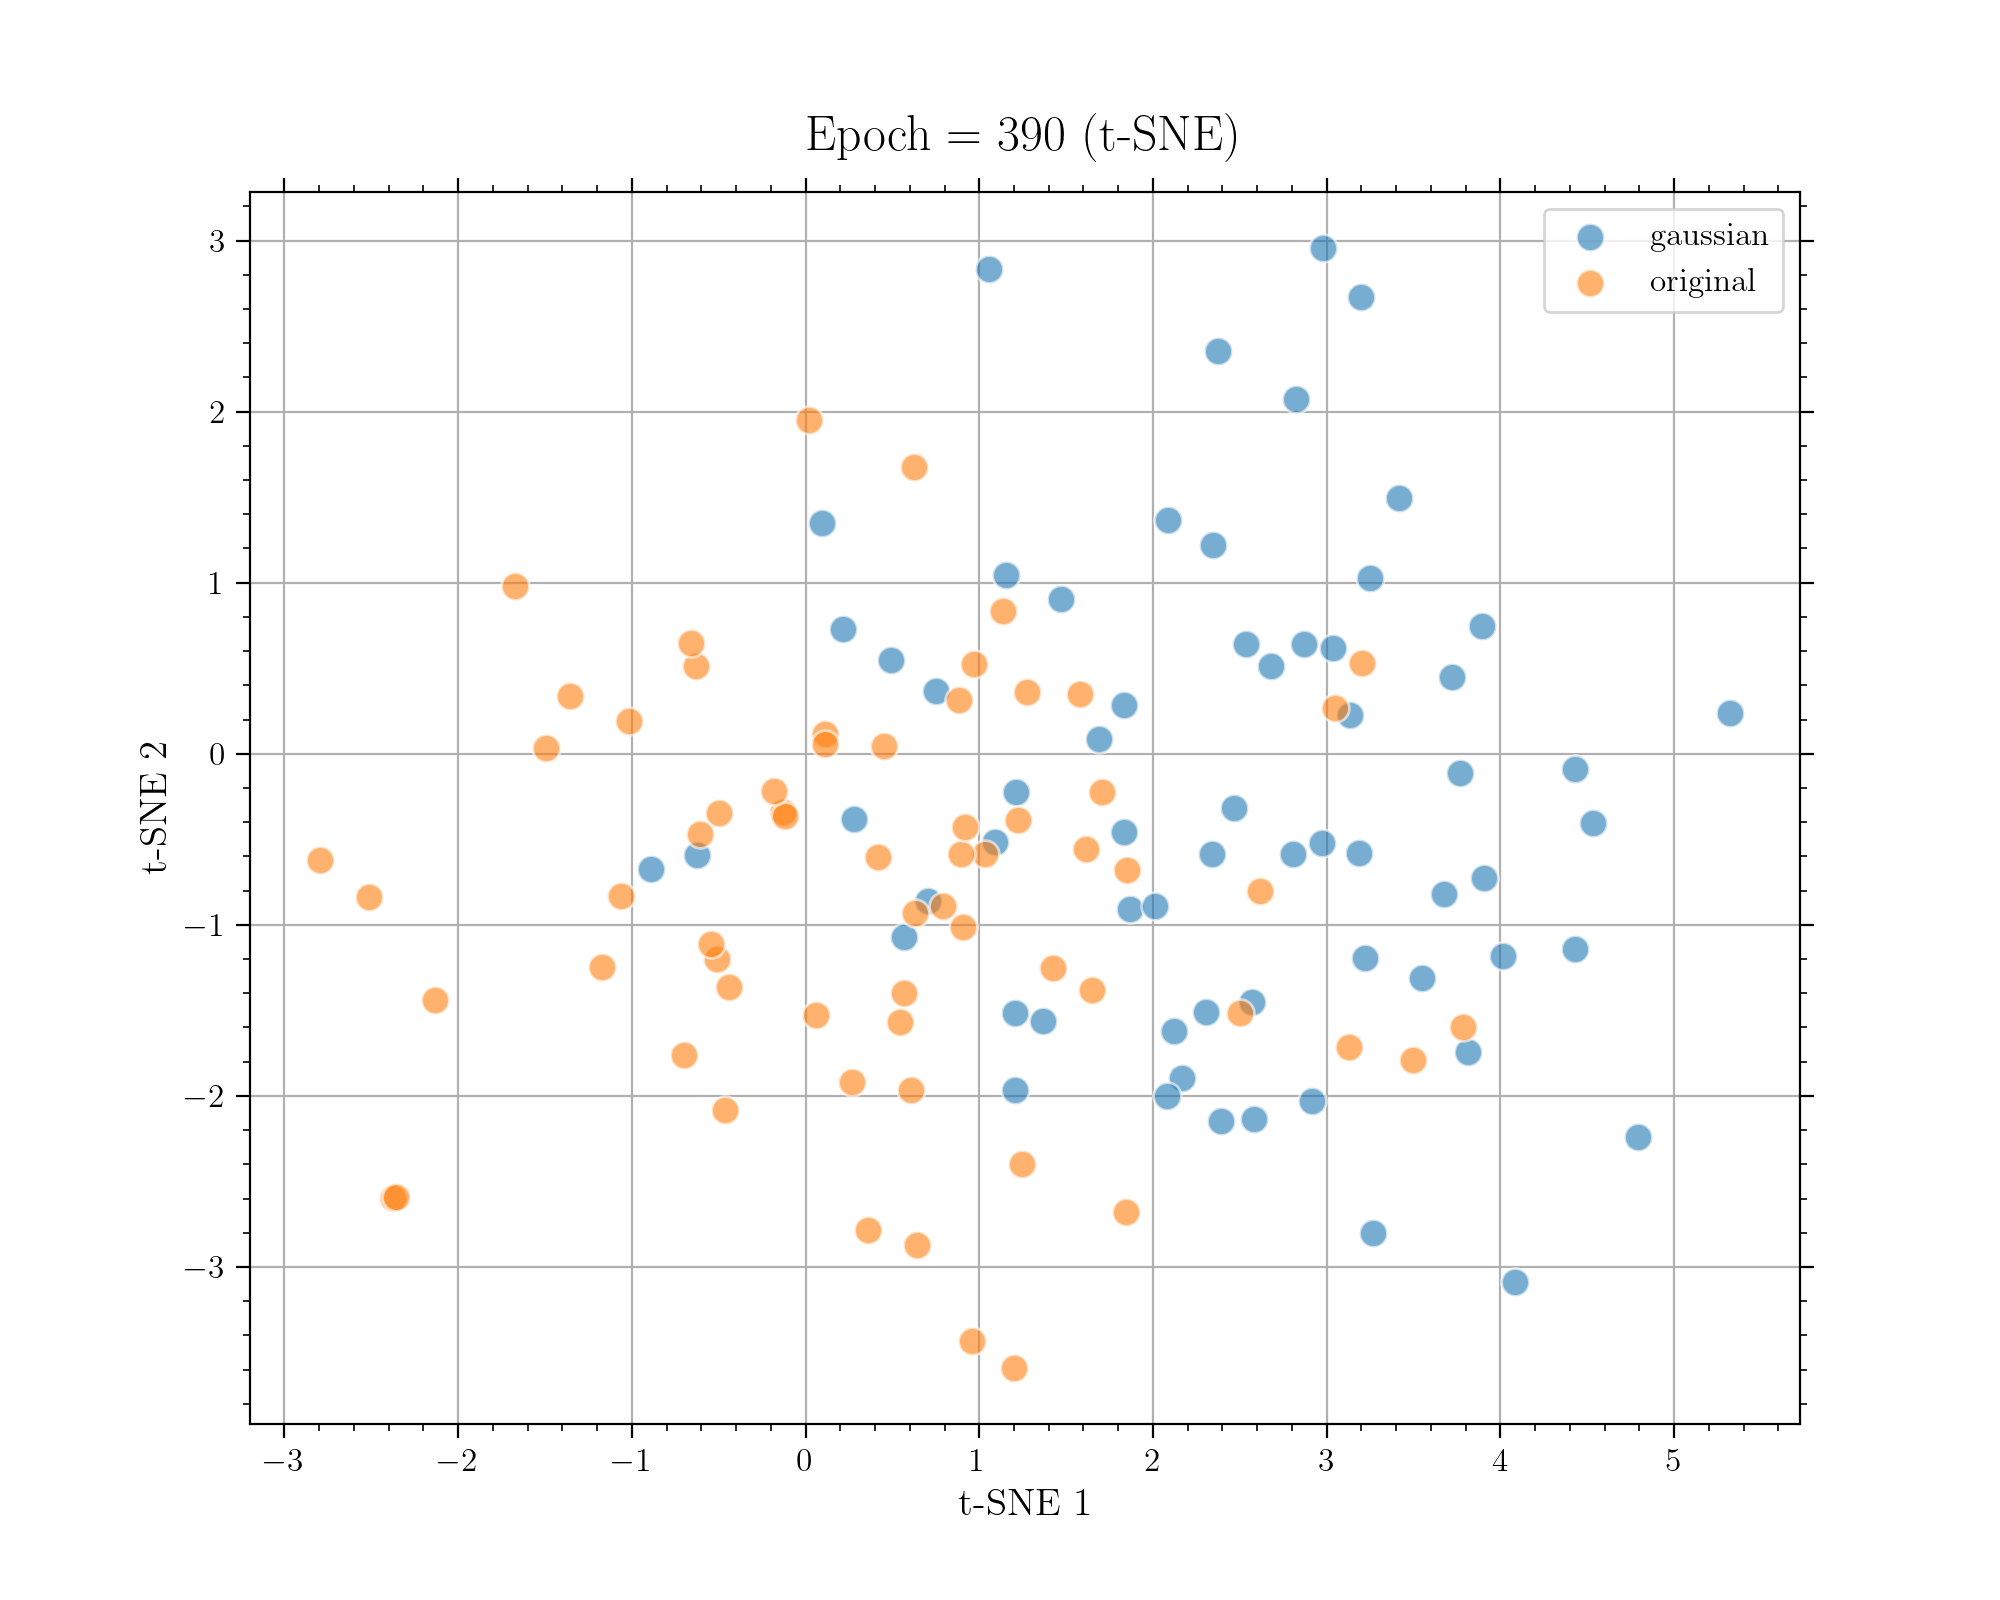 Epoch = 390 (t-SNE)
gaussian
original
3
2
1
0
−1
−2
−3
t-SNE 2
−3 −2 −1 0 1 2 3 4 5
t-SNE 1